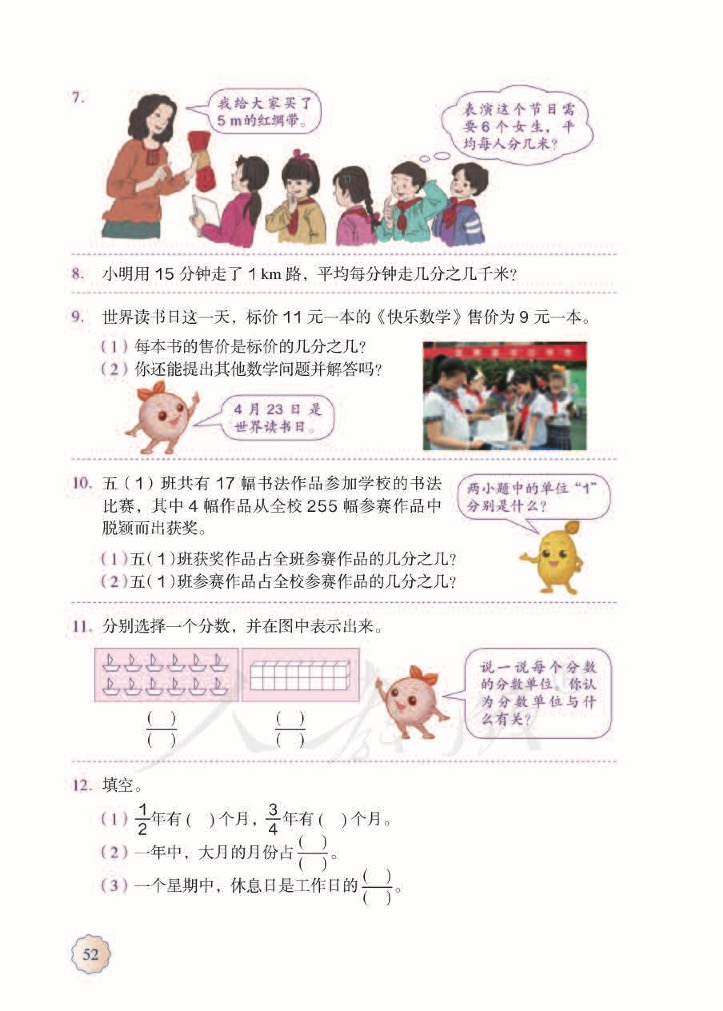 7.
我给大家买了
5 m的红绸带。
表演这个节目需
要6个女生，平
均每人分几米？
8. 小明用 15 分钟走了 1 km 路，平均每分钟走几分之几千米？
9. 世界读书日这一天，标价 11 元一本的《快乐数学》售价为 9 元一本。
（1）每本书的售价是标价的几分之几？
（2）你还能提出其他数学问题并解答吗？
4 月 23 日 是
世界读书日。
10. 五（1）班共有 17 幅书法作品参加学校的书法
比赛，其中 4 幅作品从全校 255 幅参赛作品中
脱颖而出获奖。
两小题中的单位“1”
分别是什么？
（1）五（1）班获奖作品占全班参赛作品的几分之几？
（2）五（1）班参赛作品占全校参赛作品的几分之几？
11. 分别选择一个分数，并在图中表示出来。
说一说每个分数
的分数单位。你认
为分数单位与什
么有关？
( )/( ) ( )/( )
12. 填空。
（1）1/2年有（ ）个月，3/4年有（ ）个月。
（2）一年中，大月的月份占( )/( )。
（3）一个星期中，休息日是工作日的( )/( )。
52